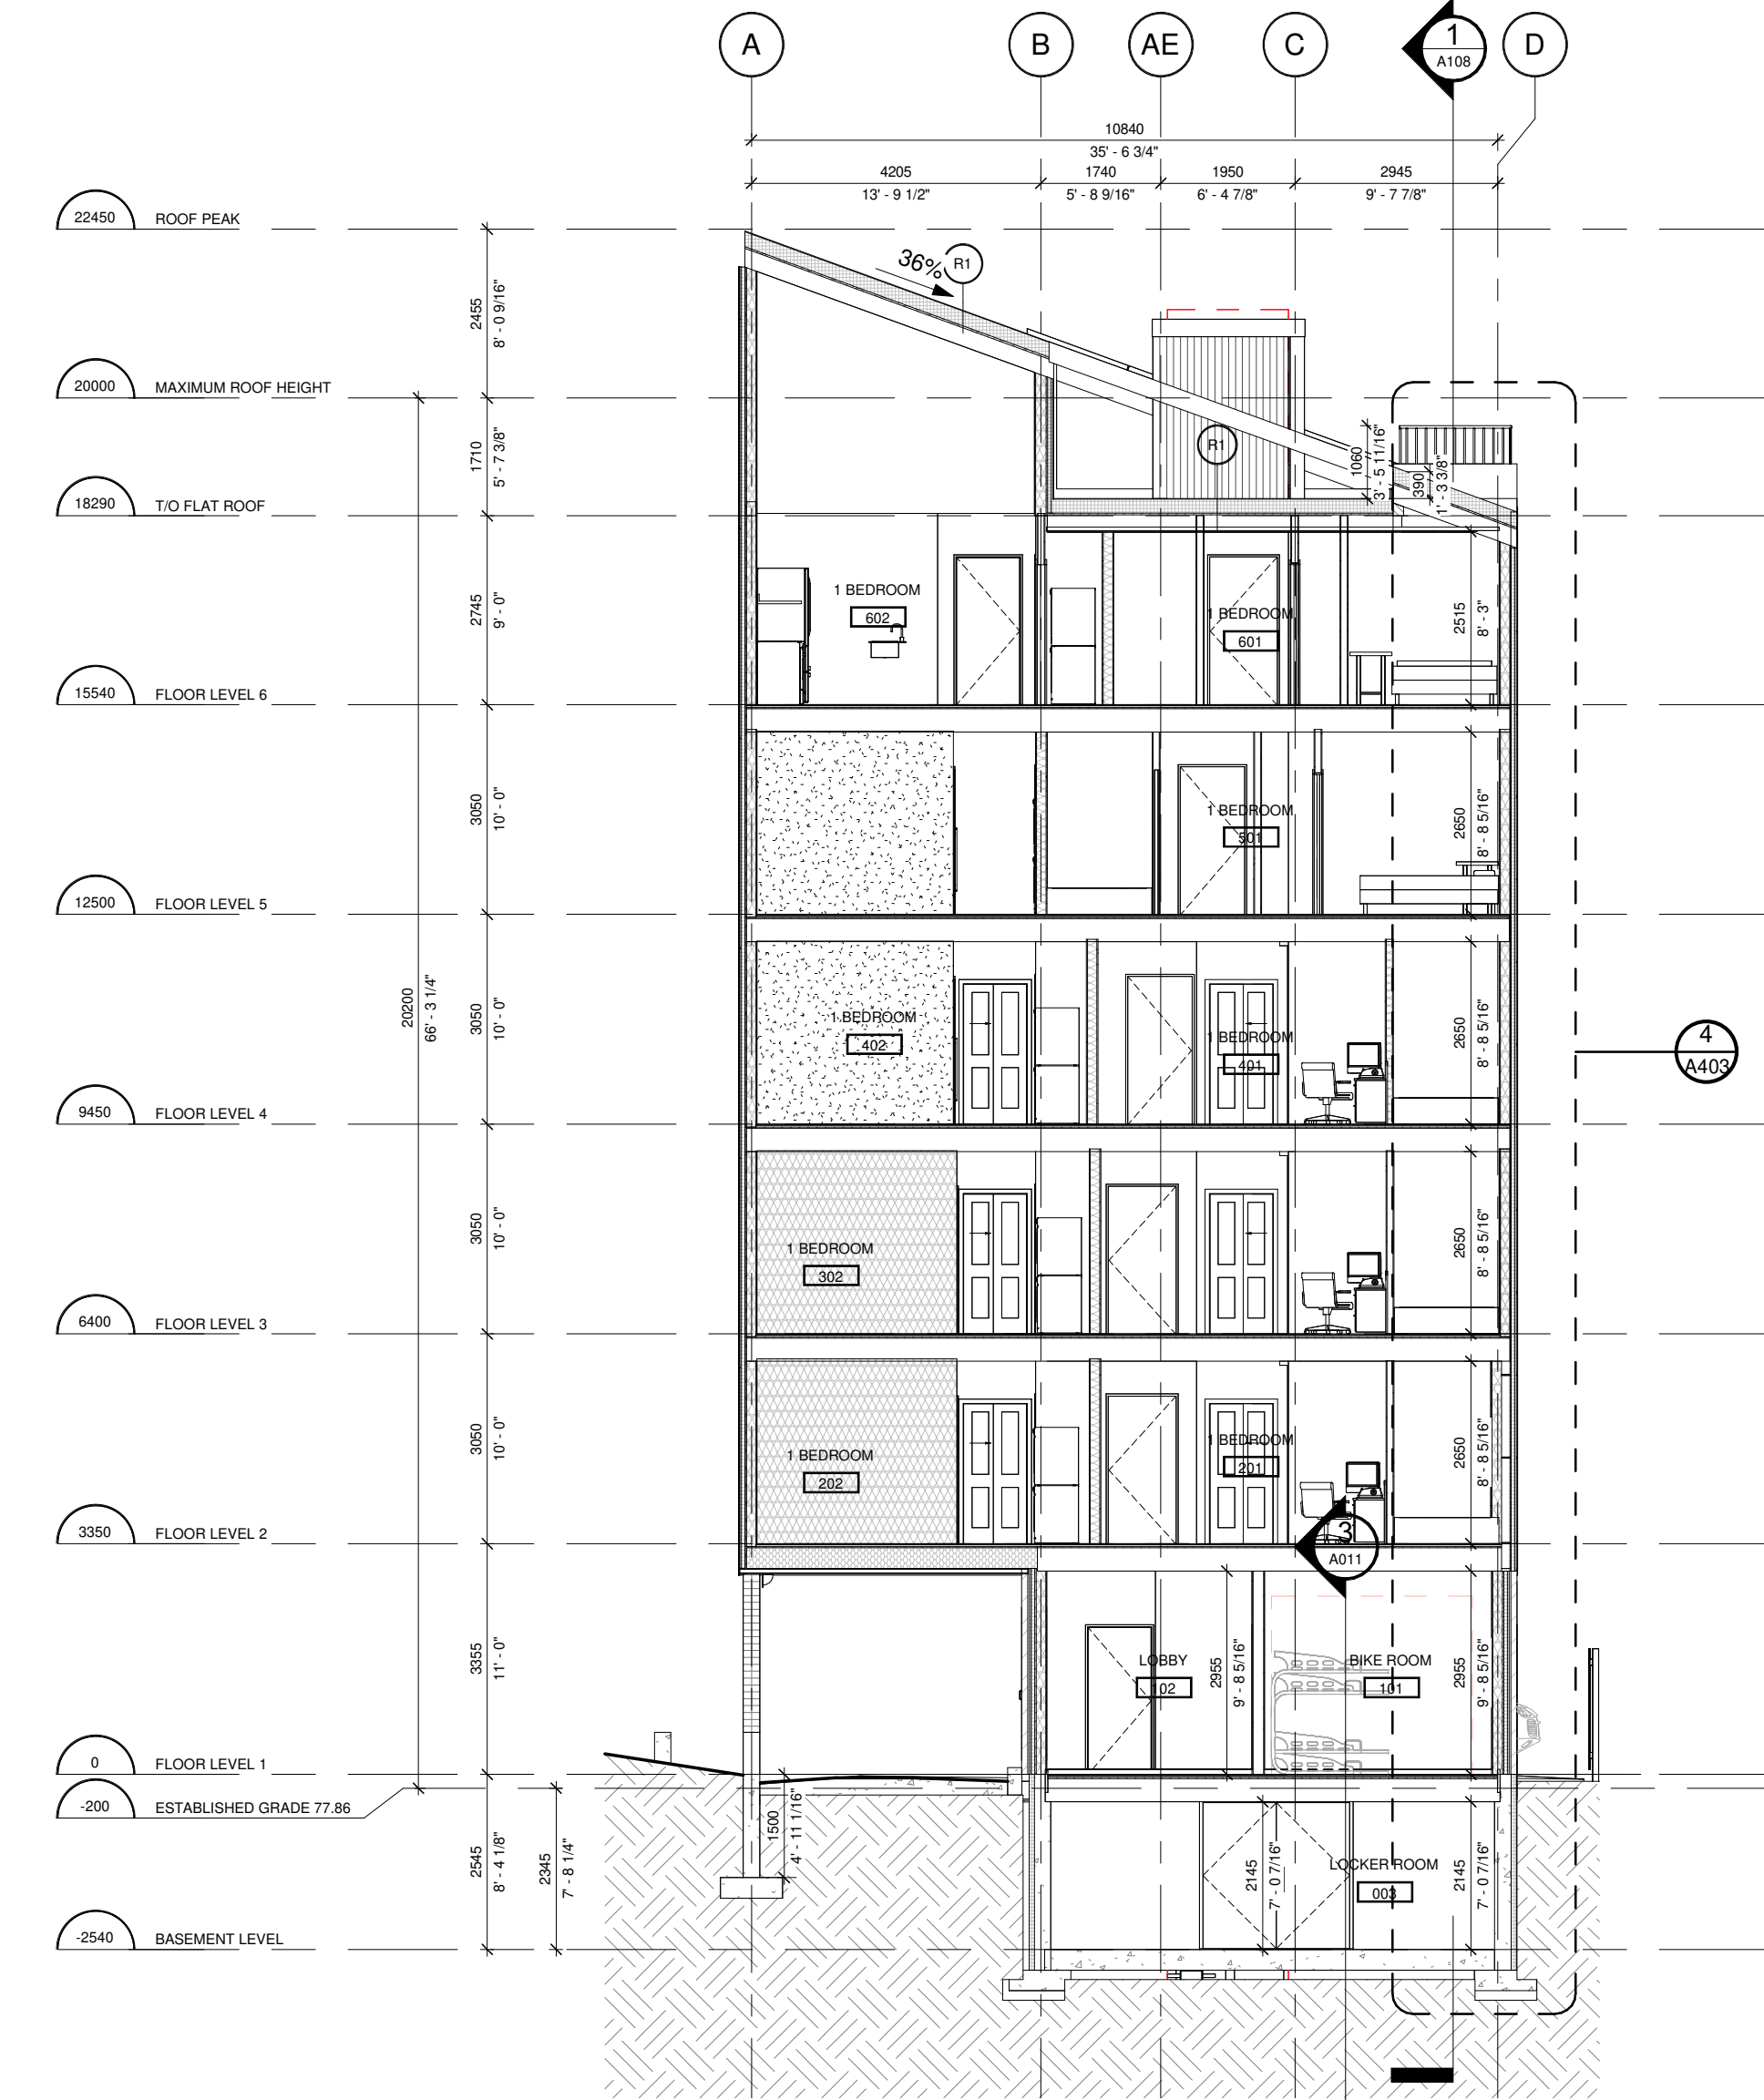 A
B
AE
C
1
A108
D
10840
35' - 6 3/4"
4205
13' - 9 1/2"
1740
5' - 8 9/16"
1950
6' - 4 7/8"
2945
9' - 7 7/8"
22450 ROOF PEAK
36%
R1
2455
8' - 0 9/16"
20000 MAXIMUM ROOF HEIGHT
1710
5' - 7 3/8"
R1
1060
3' - 5 11/16"
390
1' - 3 3/8"
18290 T/O FLAT ROOF
2745
9' - 0"
1 BEDROOM
602
1 BEDROOM
601
2515
8' - 3"
15540 FLOOR LEVEL 6
3050
10' - 0"
1 BEDROOM
501
2650
8' - 8 5/16"
12500 FLOOR LEVEL 5
20200
66' - 3 1/4"
3050
10' - 0"
1 BEDROOM
402
1 BEDROOM
401
2650
8' - 8 5/16"
4
A403
9450 FLOOR LEVEL 4
3050
10' - 0"
1 BEDROOM
302
2650
8' - 8 5/16"
6400 FLOOR LEVEL 3
3050
10' - 0"
1 BEDROOM
202
1 BEDROOM
201
2650
8' - 8 5/16"
3350 FLOOR LEVEL 2
3
A011
3355
11' - 0"
LOBBY
102
2955
9' - 8 5/16"
BIKE ROOM
101
2955
9' - 8 5/16"
0 FLOOR LEVEL 1
-200 ESTABLISHED GRADE 77.86
2545
8' - 4 1/8"
2345
7' - 8 1/4"
1500
4' - 11 1/16"
2145
7' - 0 7/16"
LOCKER ROOM
003
2145
7' - 0 7/16"
-2540 BASEMENT LEVEL